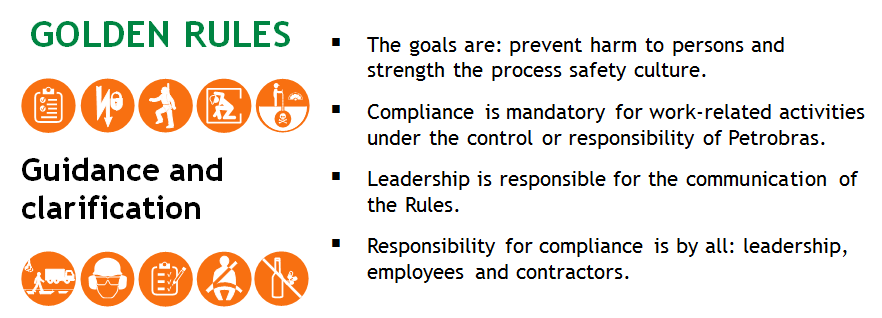 GOLDEN RULES
Guidance and
clarification
▪ The goals are: prevent harm to persons and
strength the process safety culture.
▪ Compliance is mandatory for work-related activities
under the control or responsibility of Petrobras.
▪ Leadership is responsible for the communication of
the Rules.
▪ Responsibility for compliance is by all: leadership,
employees and contractors.